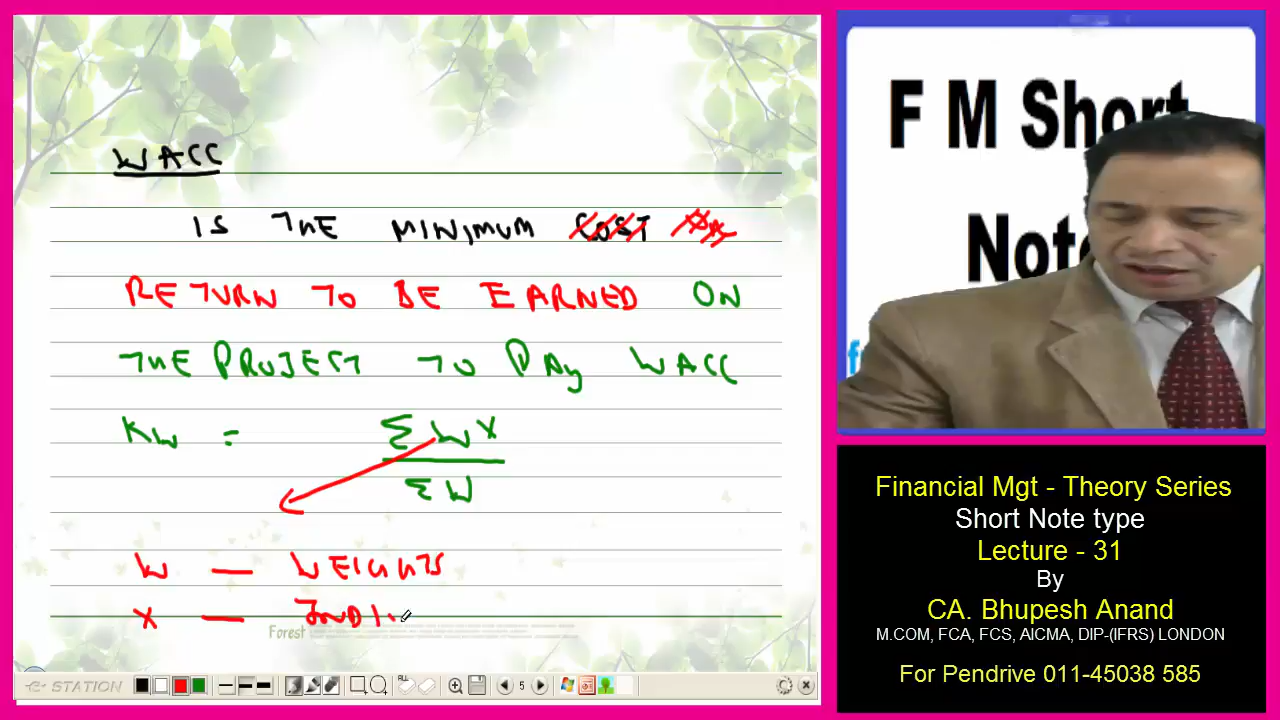 WACC
IS THE MINIMUM COST
RETURN TO BE EARNED ON
THE PROJECT TO PAY WACC
KW = ΣWX
ΣW
W — WEIGHTS
X — INDI
Forest
e-STATION
5
F M Short
Note
Financial Mgt - Theory Series
Short Note type
Lecture - 31
By
CA. Bhupesh Anand
M.COM, FCA, FCS, AICMA, DIP-(IFRS) LONDON
For Pendrive 011-45038 585